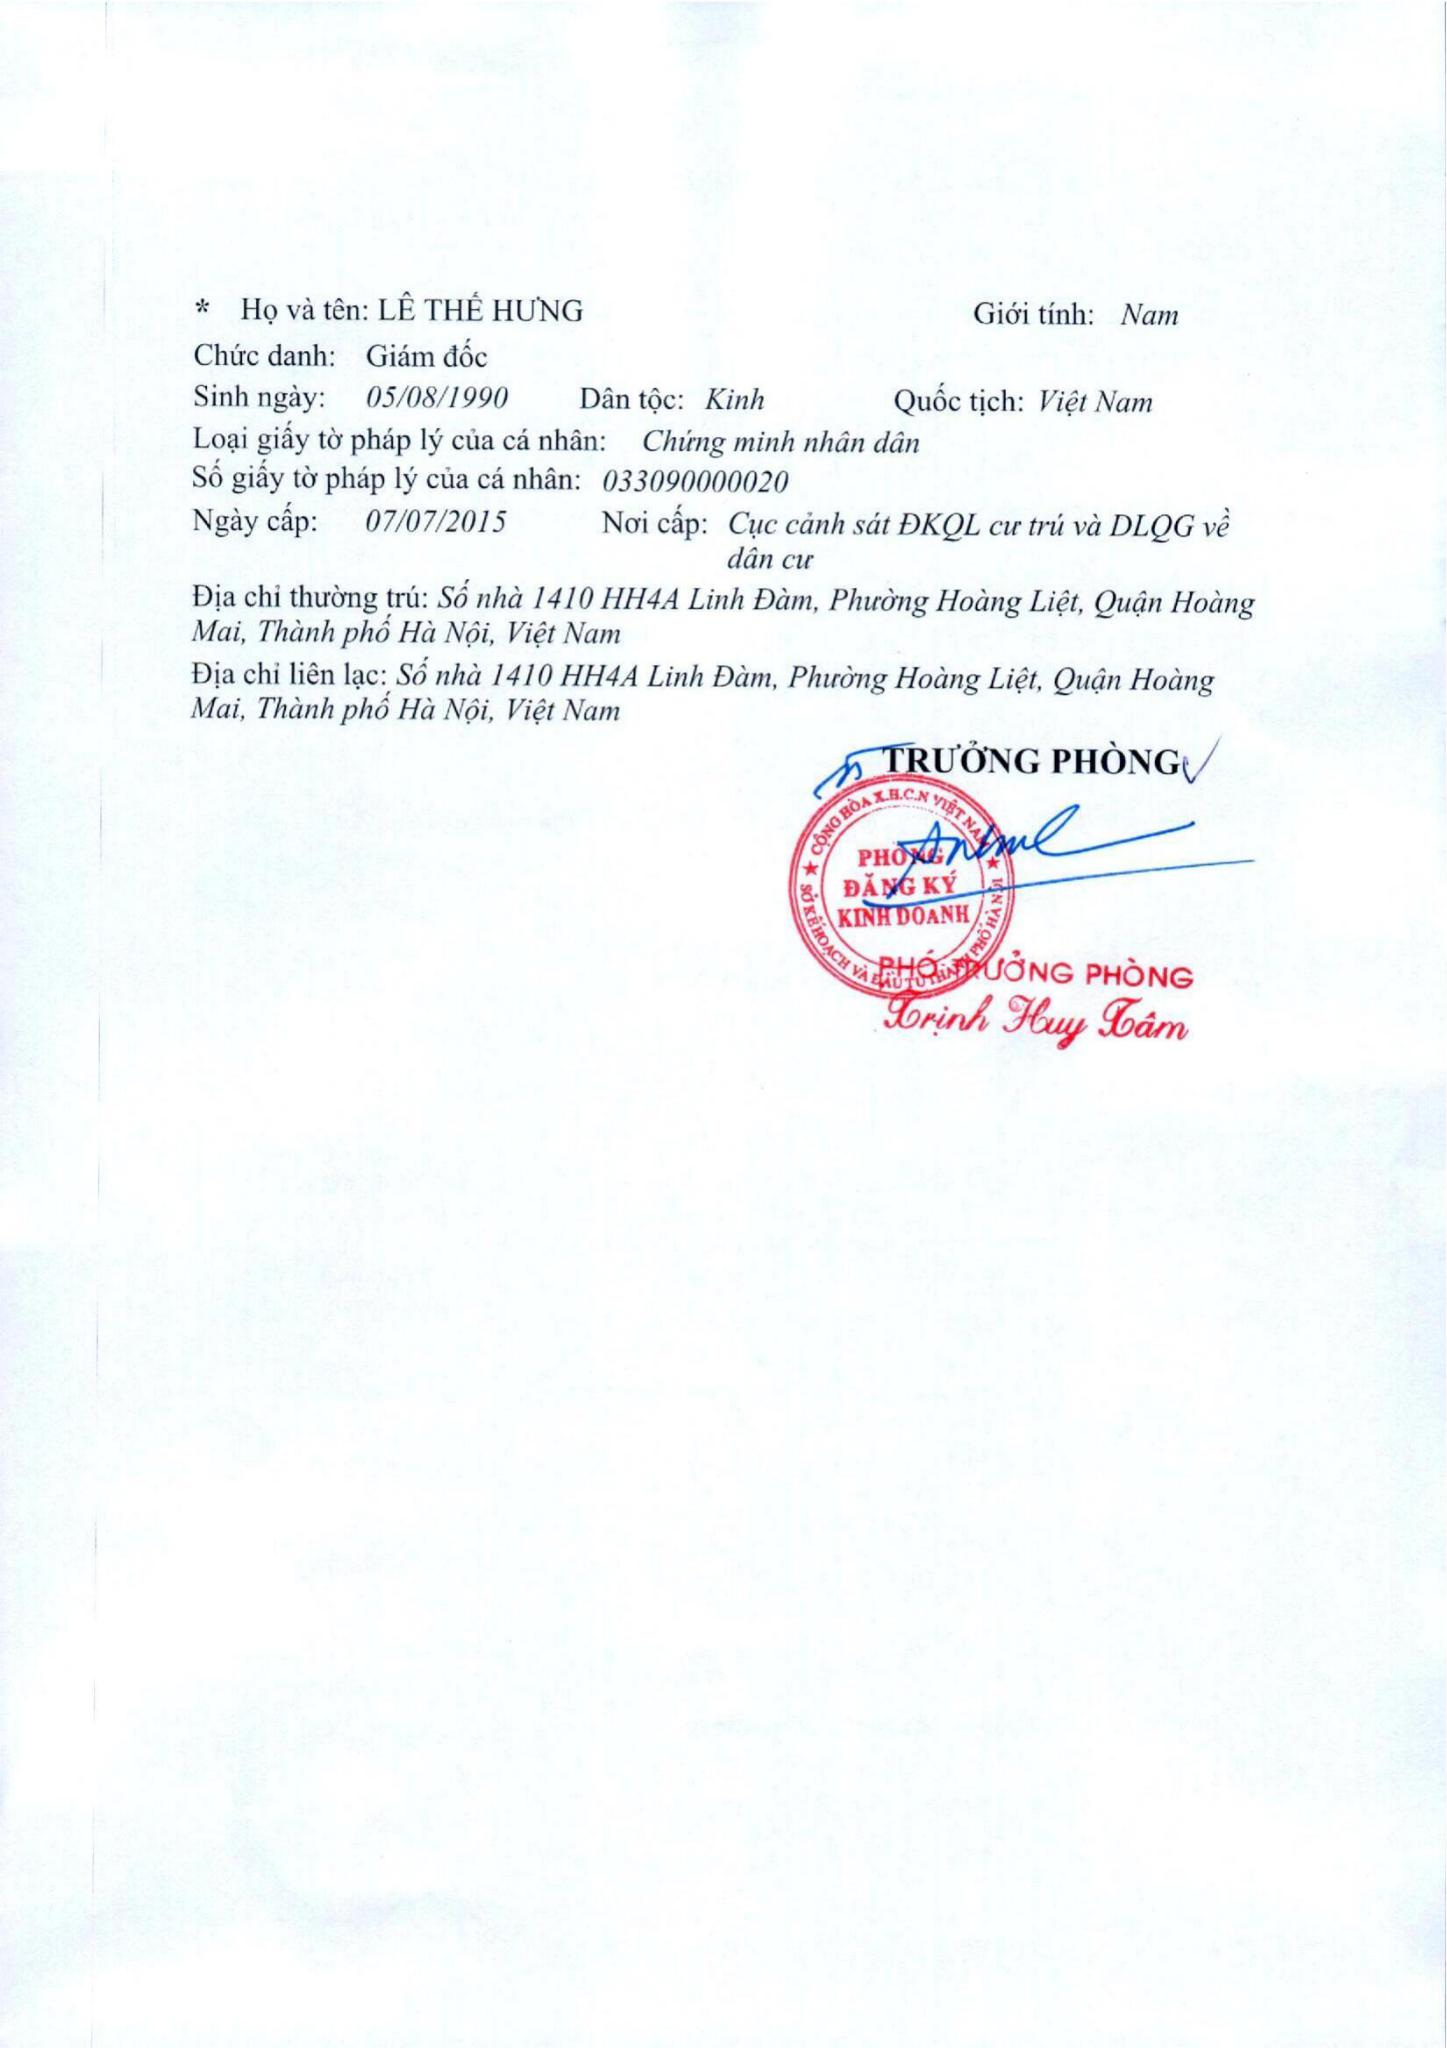 * Họ và tên: LÊ THẾ HƯNG Giới tính: Nam
Chức danh: Giám đốc
Sinh ngày: 05/08/1990 Dân tộc: Kinh Quốc tịch: Việt Nam
Loại giấy tờ pháp lý của cá nhân: Chứng minh nhân dân
Số giấy tờ pháp lý của cá nhân: 033090000020
Ngày cấp: 07/07/2015 Nơi cấp: Cục cảnh sát ĐKQL cư trú và DLQG về
dân cư
Địa chỉ thường trú: Số nhà 1410 HH4A Linh Đàm, Phường Hoàng Liệt, Quận Hoàng
Mai, Thành phố Hà Nội, Việt Nam
Địa chỉ liên lạc: Số nhà 1410 HH4A Linh Đàm, Phường Hoàng Liệt, Quận Hoàng
Mai, Thành phố Hà Nội, Việt Nam
TRƯỞNG PHÒNG
CỘNG HÒA X.H.C.N VIỆT NAM
PHÒNG
ĐĂNG KÝ
KINH DOANH
SỞ KẾ HOẠCH VÀ ĐẦU TƯ THÀNH PHỐ HÀ NỘI
PHÓ TRƯỞNG PHÒNG
Trịnh Huy Tâm